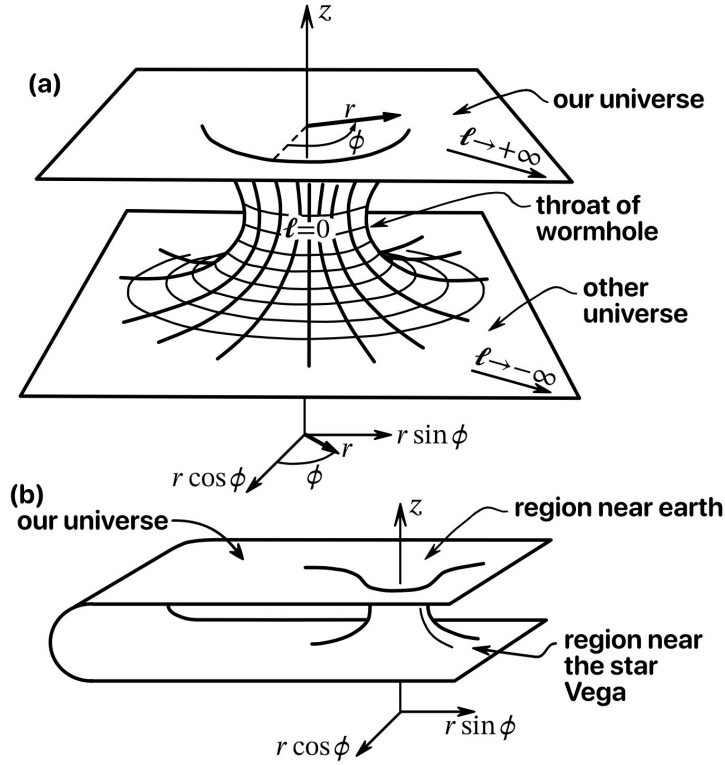 z
(a)
our universe
r
ϕ
ℓ→+∞
throat of
wormhole
ℓ=0
other
universe
ℓ→−∞
r sin ϕ
r
r cos ϕ
ϕ
(b)
our universe
z
region near earth
region near
the star
Vega
r sin ϕ
r cos ϕ